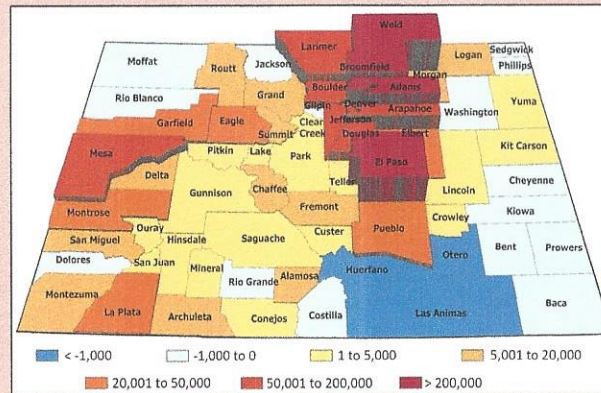 Weld
Larimer
Sedgwick
Moffat
Jackson
Logan
Phillips
Routt
Broomfield
Morgan
Boulder
Adams
Rio Blanco
Grand
Gilpin
Denver
Washington
Yuma
Garfield
Eagle
Clear
Creek
Jefferson
Arapahoe
Summit
Douglas
Elbert
Mesa
Pitkin
Lake
Park
El Paso
Kit Carson
Delta
Teller
Lincoln
Cheyenne
Gunnison
Chaffee
Fremont
Kiowa
Montrose
Crowley
Ouray
Custer
Pueblo
San Miguel
Hinsdale
Saguache
Otero
Bent
Prowers
Dolores
San Juan
Mineral
Rio Grande
Alamosa
Huerfano
Montezuma
La Plata
Archuleta
Conejos
Costilla
Las Animas
Baca
< -1,000
-1,000 to 0
1 to 5,000
5,001 to 20,000
20,001 to 50,000
50,001 to 200,000
> 200,000